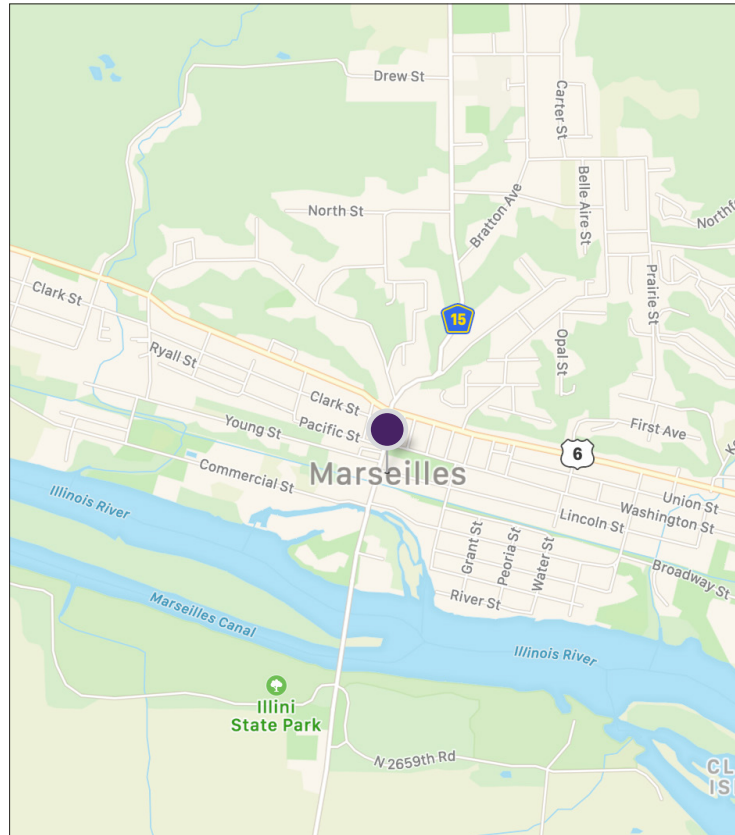 Drew St
Carter St
Belle Aire St
Bratton Ave
North St
Northf
Prairie St
Clark St
15
Opal St
Ryall St
Clark St
Pacific St
Young St
First Ave
6
Marseilles
Commercial St
Illinois River
Union St
Washington St
Lincoln St
Grant St
Peoria St
Water St
Broadway St
River St
Marseilles Canal
Illinois River
Illini
State Park
N 2659th Rd
CL
ISI